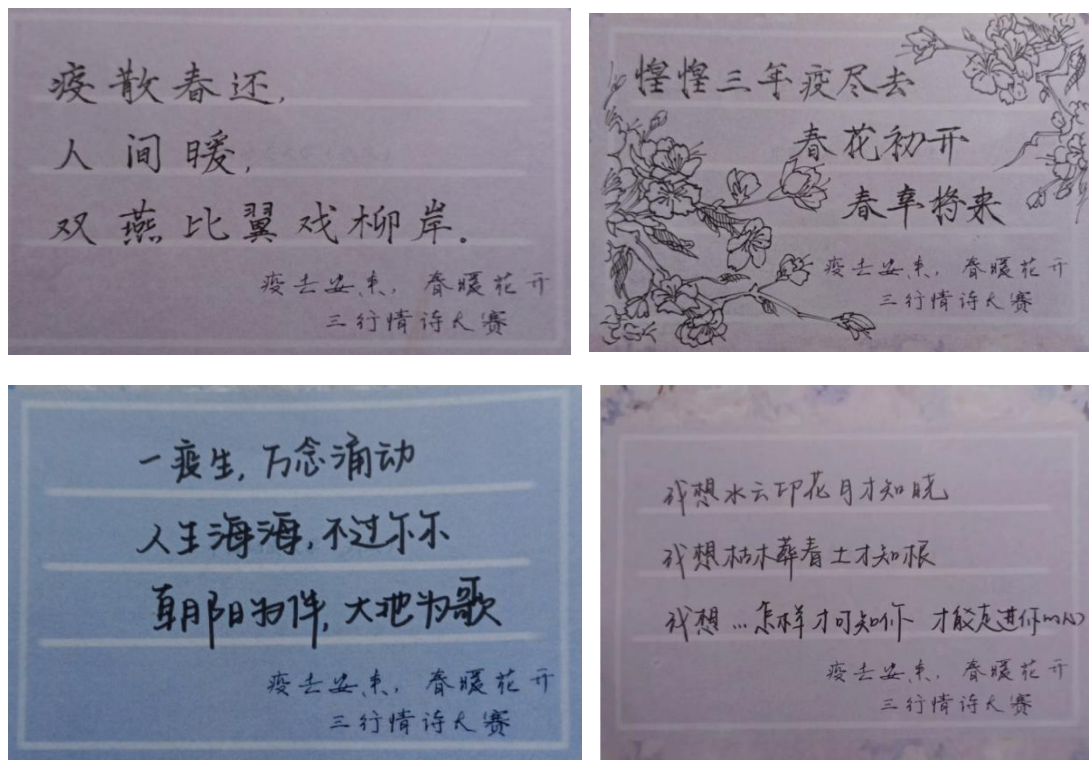 疫散春还,
人间暖,
双燕比翼戏柳岸。
疫去安来,春暖花开
三行情诗大赛
惶惶三年疫尽去
春花初开
春幸将来
疫去安来,春暖花开
三行情诗大赛
一疫生,万念涌动
人生海海,不过尔尔
朝阳为伴,大地为歌
疫去安来,春暖花开
三行情诗大赛
我想水云印花月才知晓
我想枯木葬春土才知根
我想…怎样才可知你 才能走进你的心
疫去安来,春暖花开
三行情诗大赛